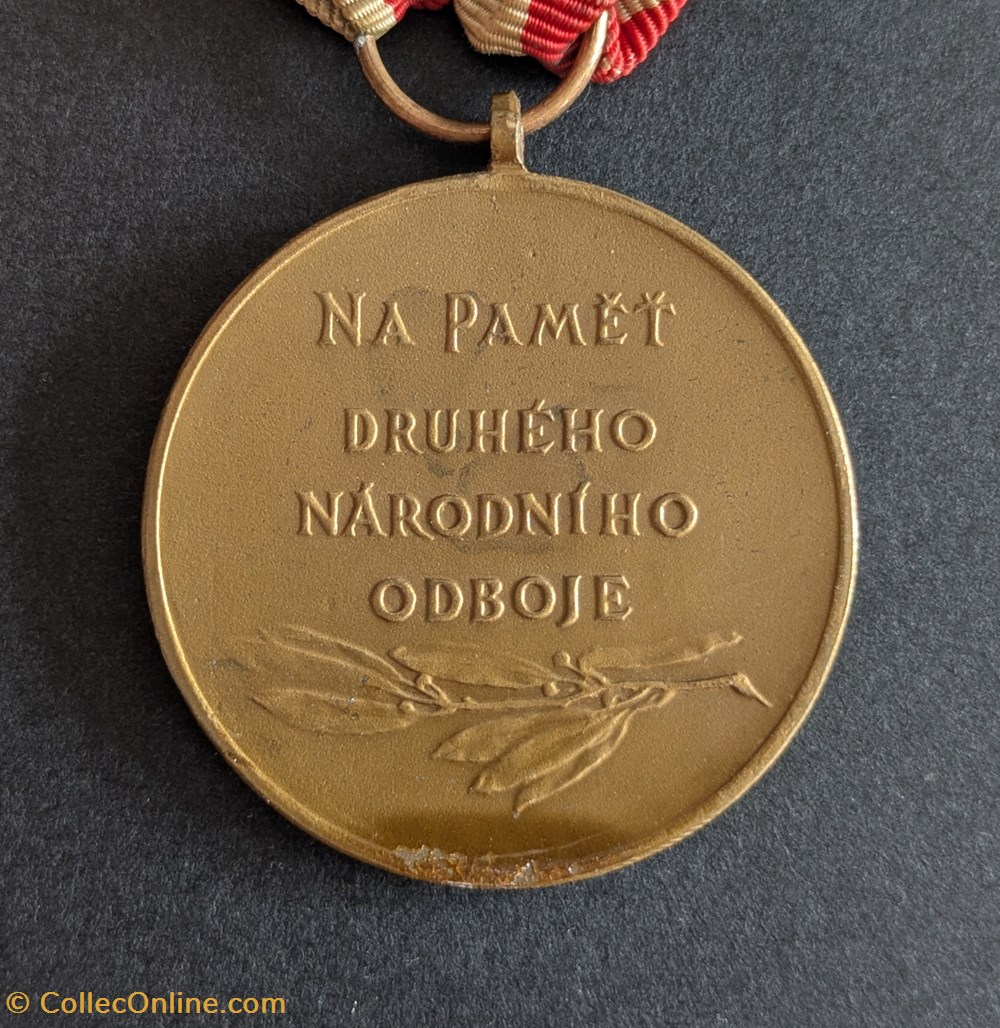 NA PAMĚŤ
DRUHÉHO
NÁRODNÍHO
ODBOJE
© CollecOnline.com